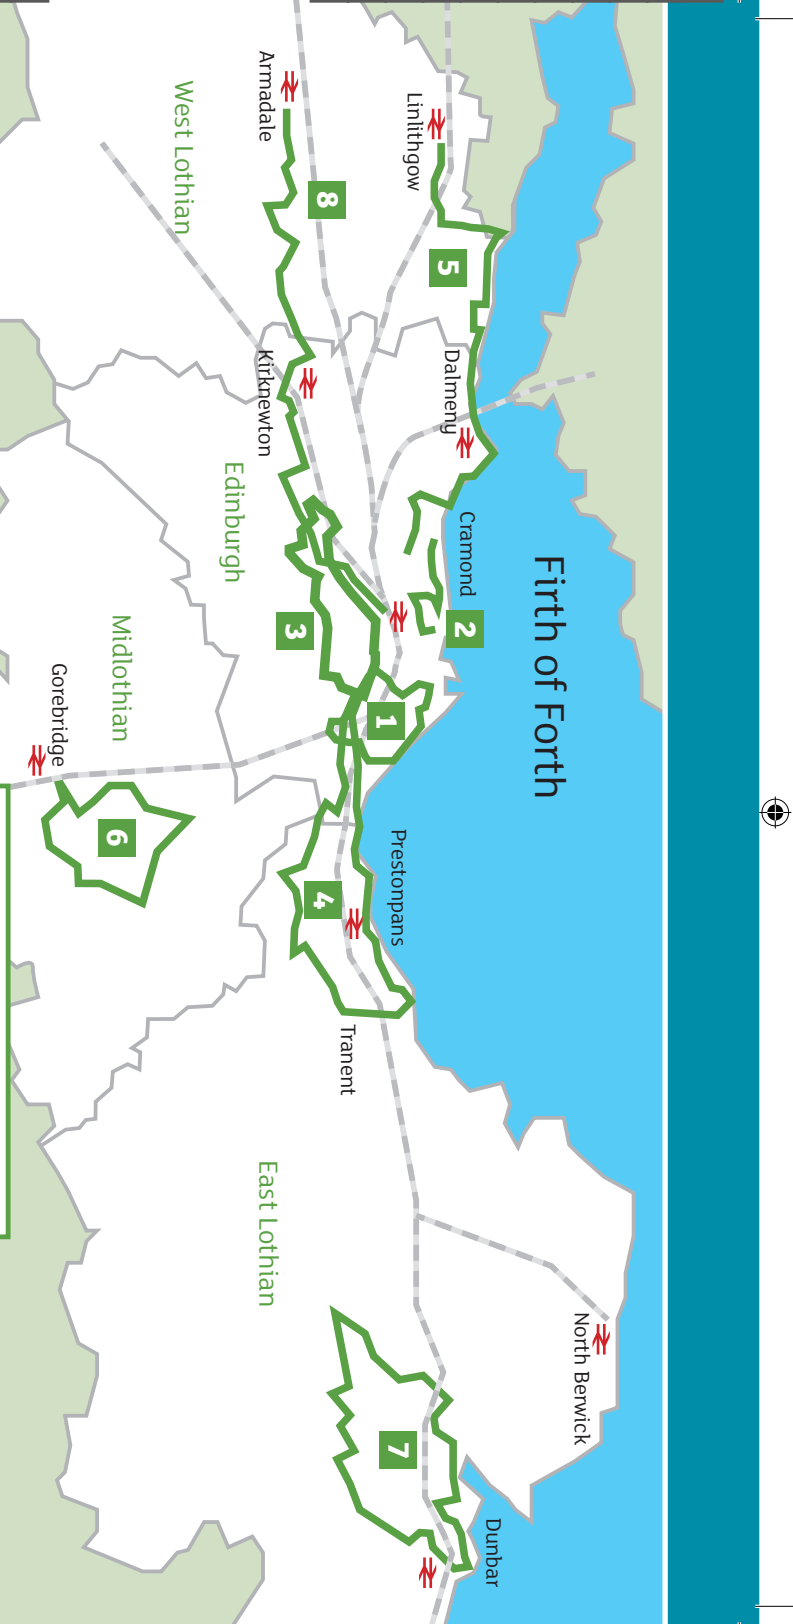 Firth of Forth
North Berwick
Dunbar
Linlithgow
5
Dalmeny
Cramond
2
Prestonpans
Armadale
8
Kirknewton
3
1
4
Tranent
7
West Lothian
Edinburgh
East Lothian
Midlothian
Gorebridge
6